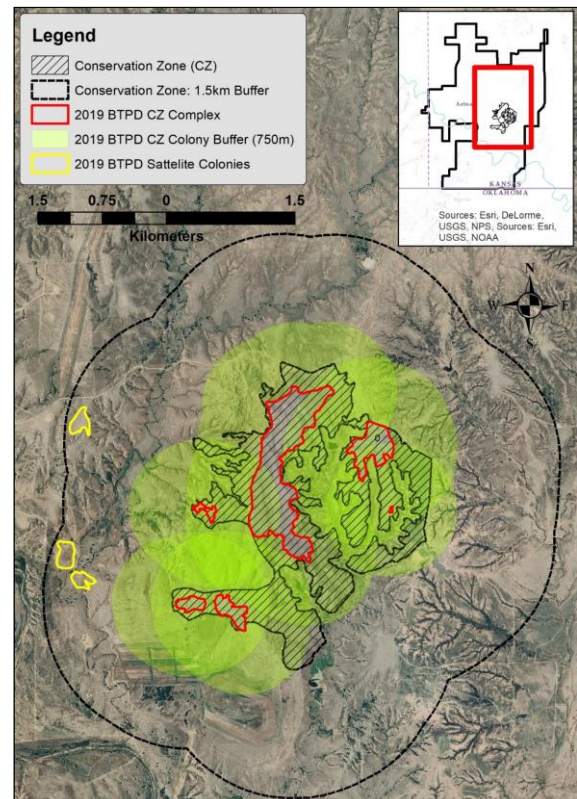 Legend
Conservation Zone (CZ)
Conservation Zone: 1.5km Buffer
2019 BTPD CZ Complex
2019 BTPD CZ Colony Buffer (750m)
2019 BTPD Sattelite Colonies
1.5 0.75 0 1.5
Kilometers
KANSAS
OKLAHOMA
Sources: Esri, DeLorme,
USGS, NPS, Sources: Esri,
USGS, NOAA
N
W E
S